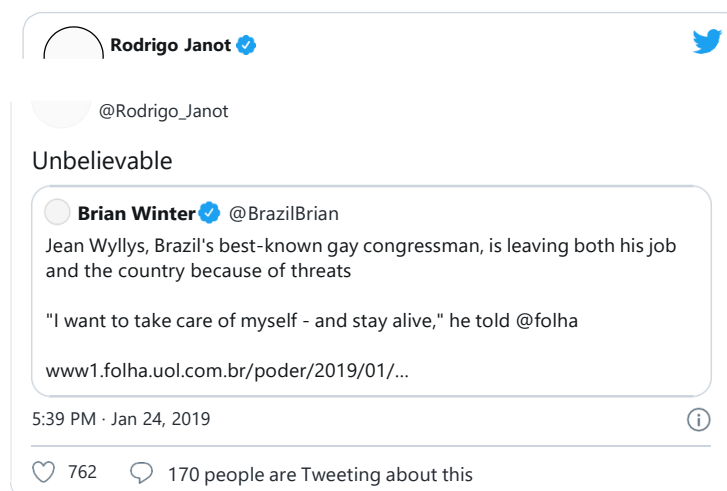 Rodrigo Janot
@Rodrigo_Janot
Unbelievable
Brian Winter @BrazilBrian
Jean Wyllys, Brazil's best-known gay congressman, is leaving both his job
and the country because of threats
"I want to take care of myself - and stay alive," he told @folha
www1.folha.uol.com.br/poder/2019/01/...
5:39 PM · Jan 24, 2019
762 170 people are Tweeting about this